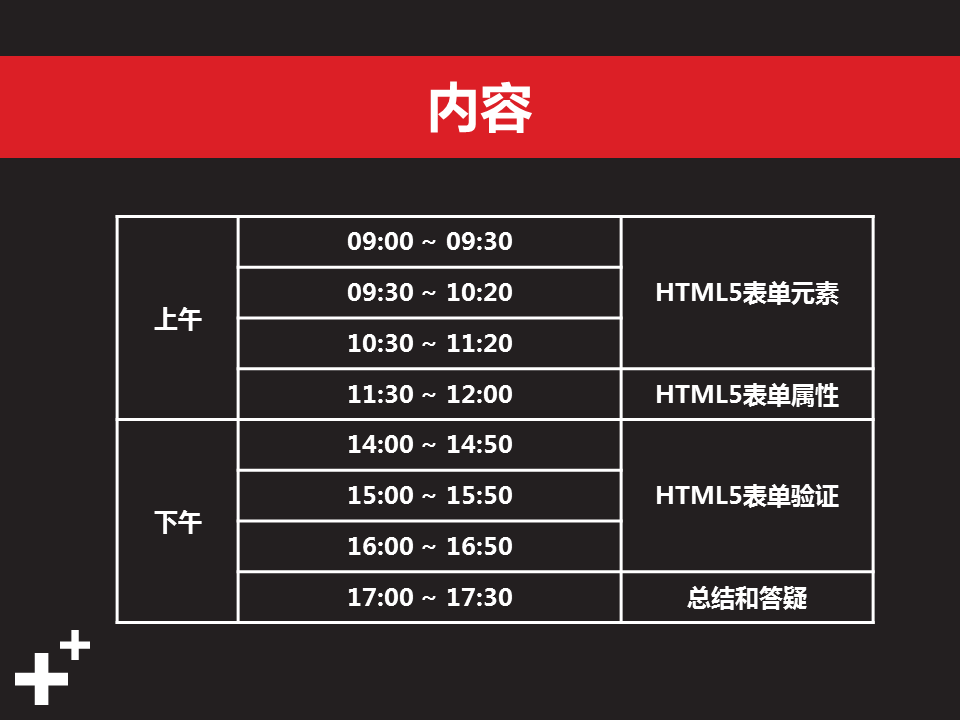 内容
上午
09:00 ~ 09:30
HTML5表单元素
09:30 ~ 10:20
10:30 ~ 11:20
11:30 ~ 12:00
HTML5表单属性
下午
14:00 ~ 14:50
HTML5表单验证
15:00 ~ 15:50
16:00 ~ 16:50
17:00 ~ 17:30
总结和答疑